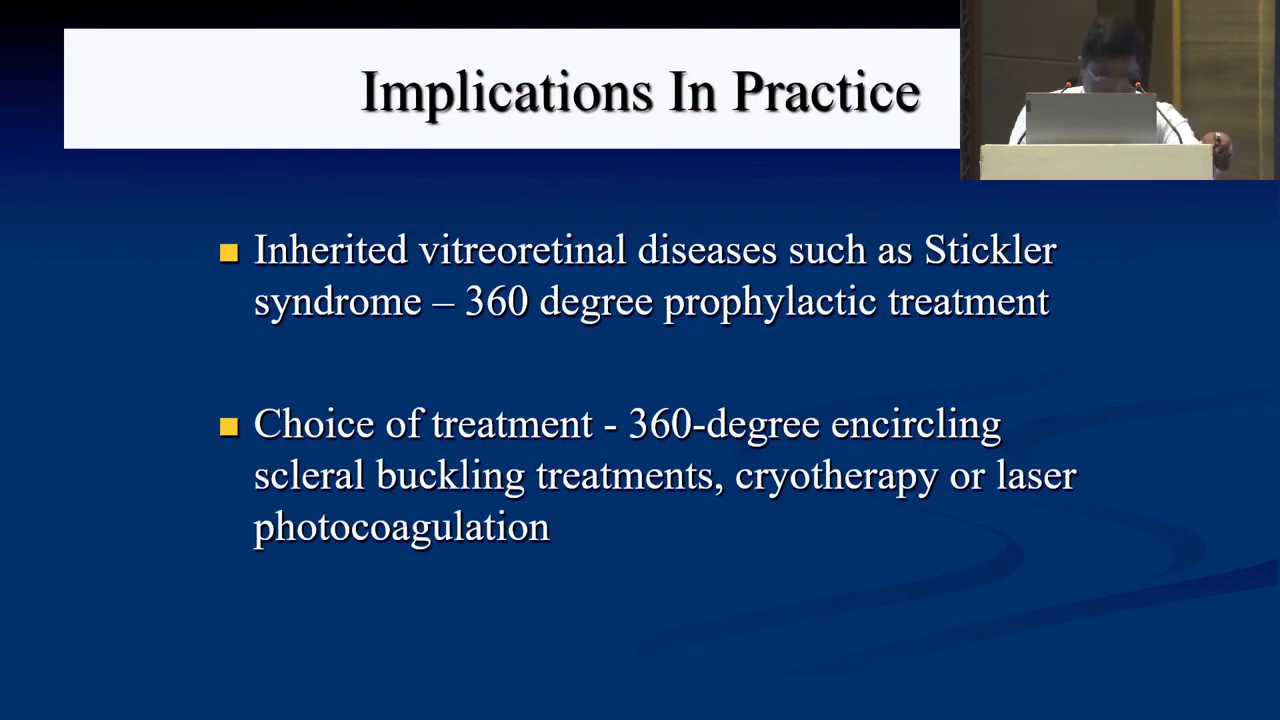 Implications In Practice
Inherited vitreoretinal diseases such as Stickler
syndrome – 360 degree prophylactic treatment
Choice of treatment - 360-degree encircling
scleral buckling treatments, cryotherapy or laser
photocoagulation